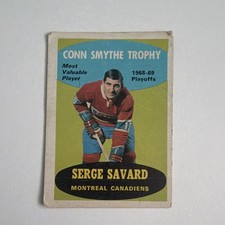 CONN SMYTHE TROPHY
Most
Valuable
Player
1968-69
Playoffs
SERGE SAVARD
MONTREAL CANADIENS